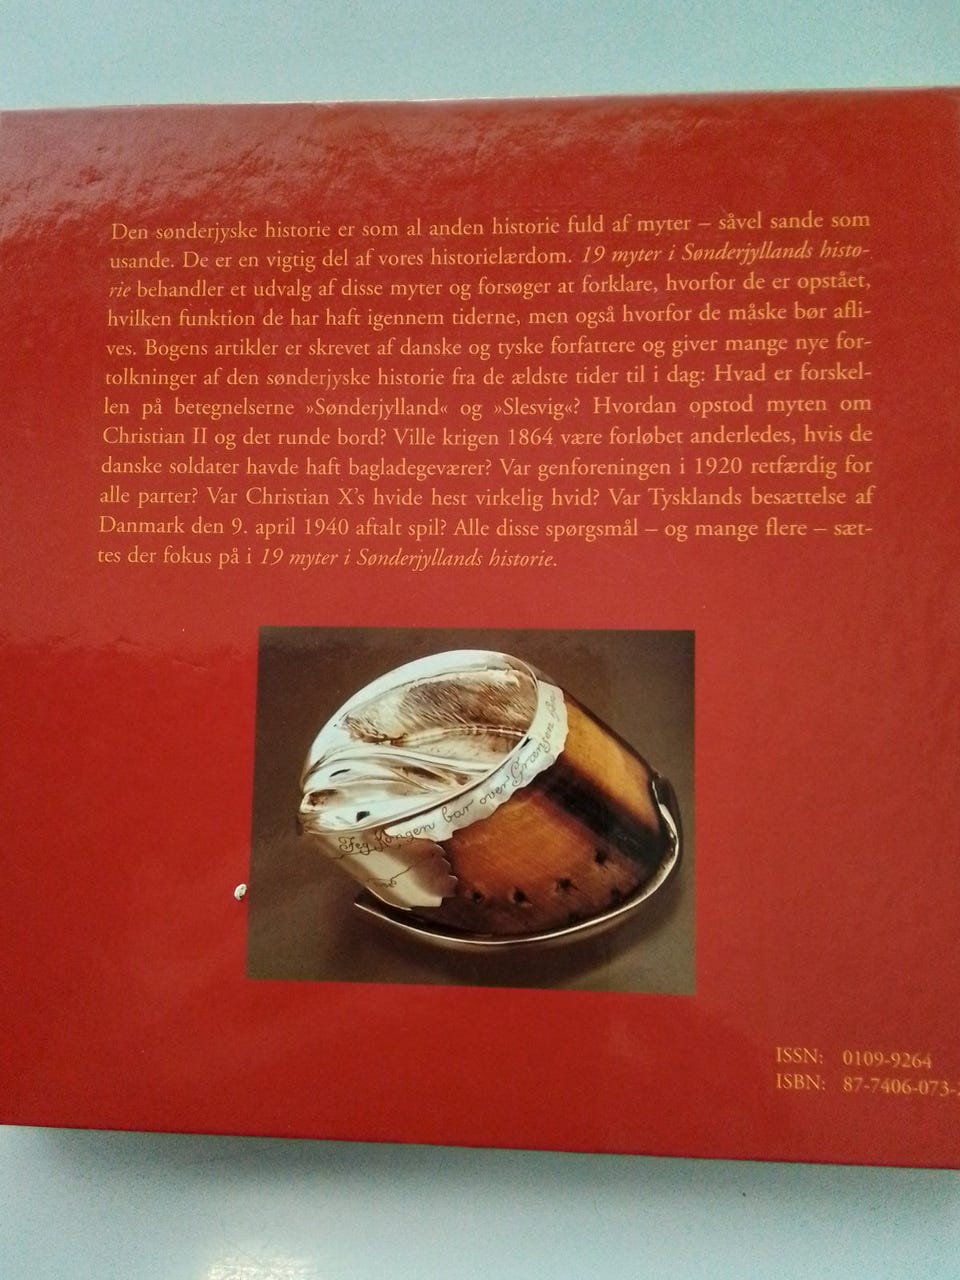 Den sønderjyske historie er som al anden historie fuld af myter – såvel sande som
usande. De er en vigtig del af vores historielærdom. 19 myter i Sønderjyllands histo-
rie behandler et udvalg af disse myter og forsøger at forklare, hvorfor de er opstået,
hvilken funktion de har haft igennem tiderne, men også hvorfor de måske bør afli-
ves. Bogens artikler er skrevet af danske og tyske forfattere og giver mange nye for-
tolkninger af den sønderjyske historie fra de ældste tider til i dag: Hvad er forskel-
len på betegnelserne »Sønderjylland« og »Slesvig«? Hvordan opstod myten om
Christian II og det runde bord? Ville krigen 1864 være forløbet anderledes, hvis de
danske soldater havde haft bagladegeværer? Var genforeningen i 1920 retfærdig for
alle parter? Var Christian X's hvide hest virkelig hvid? Var Tysklands besættelse af
Danmark den 9. april 1940 aftalt spil? Alle disse spørgsmål – og mange flere – sæt-
tes der fokus på i 19 myter i Sønderjyllands historie.
Jeg Kongen bar over Grænsen
ISSN: 0109-9264
ISBN: 87-7406-073-